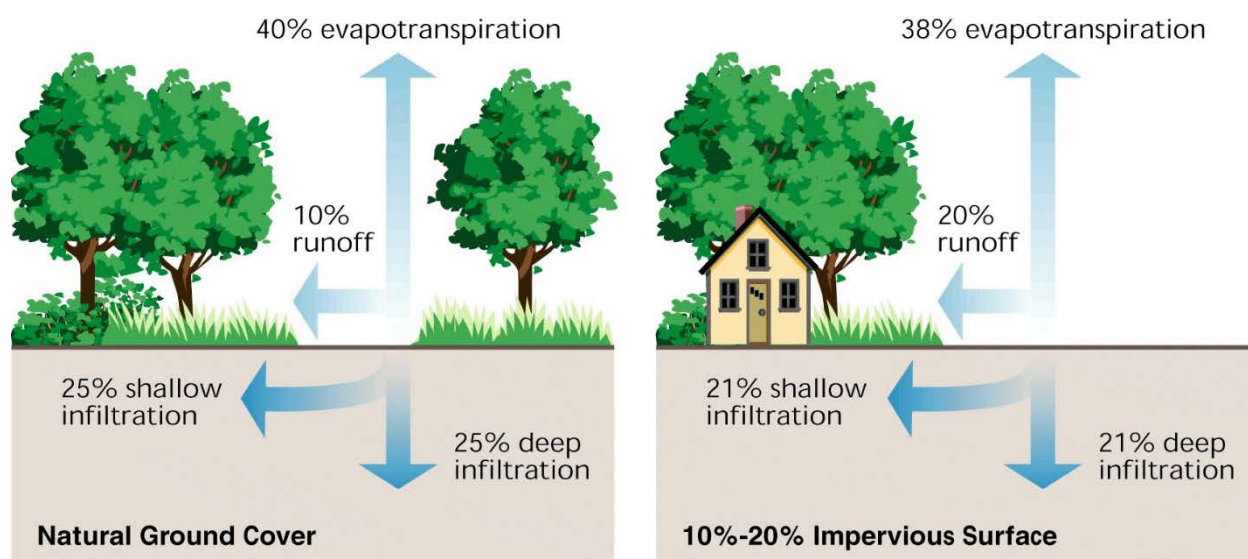 40% evapotranspiration
10%
runoff
25% shallow
infiltration
25% deep
infiltration
Natural Ground Cover
38% evapotranspiration
20%
runoff
21% shallow
infiltration
21% deep
infiltration
10%-20% Impervious Surface